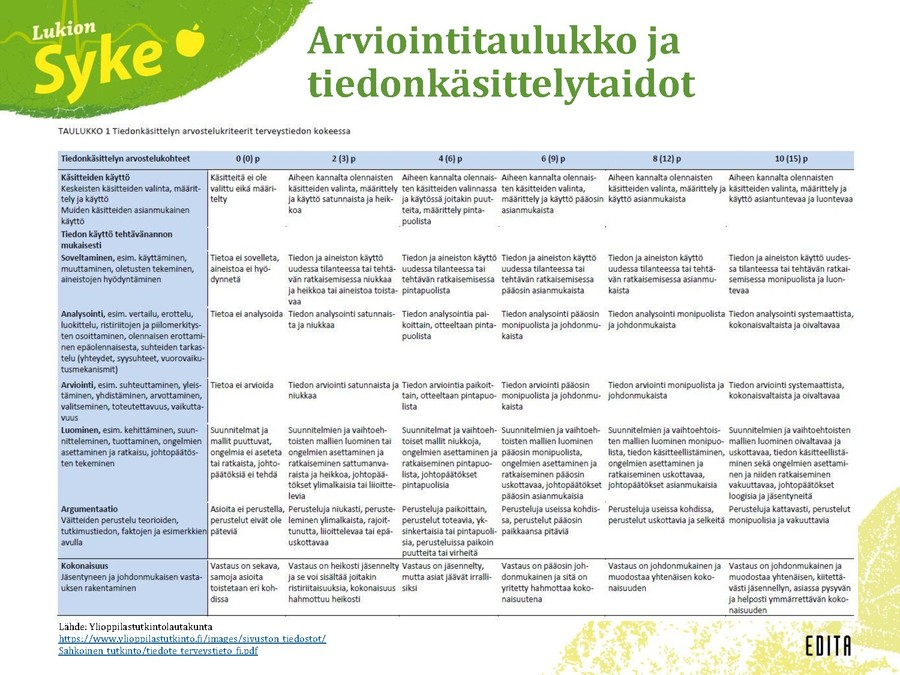 Lukion
Syke
Arviointitaulukko ja
tiedonkäsittelytaidot
TAULUKKO 1 Tiedonkäsittelyn arvostelukriteerit terveystiedon kokeessa
Tiedonkäsittelyn arvostelukohteet
0 (0) p
2 (3) p
4 (6) p
6 (9) p
8 (12) p
10 (15) p
Käsitteiden käyttö
Keskeisten käsitteiden valinta, määrit-
tely ja käyttö
Muiden käsitteiden asianmukainen
käyttö
Käsitteitä ei ole
valittu eikä määri-
telty
Aiheen kannalta olennaisten
käsitteiden valinta, määrittely
ja käyttö satunnaista ja heik-
koa
Aiheen kannalta olennais-
ten käsitteiden valinnassa
ja käytössä joitakin puut-
teita, määrittely pinta-
puolista
Aiheen kannalta olennais-
ten käsitteiden valinta,
määrittely ja käyttö pääosin
asianmukaista
Aiheen kannalta olennaisten
käsitteiden valinta, määrittely ja
käyttö asianmukaista
Aiheen kannalta olennaisten
käsitteiden valinta, määrittely ja
käyttö asiantuntevaa ja luontevaa
Tiedon käyttö tehtävänannon
mukaisesti
Soveltaminen, esim. käyttäminen,
muuttaminen, oletusten tekeminen,
aineistojen hyödyntäminen
Tietoa ei sovelleta,
aineistoa ei hyö-
dynnetä
Tiedon ja aineiston käyttö
uudessa tilanteessa tai tehtä-
vän ratkaisemisessa niukkaa
ja heikkoa tai aineistoa toista-
vaa
Tiedon ja aineiston käyttö
uudessa tilanteessa tai
tehtävän ratkaisemisessa
pintapuolista
Tiedon ja aineiston käyttö
uudessa tilanteessa tai
tehtävän ratkaisemisessa
pääosin asianmukaista
Tiedon ja aineiston käyttö
uudessa tilanteessa tai tehtä-
vän ratkaisemisessa asianmu-
kaista
Tiedon ja aineiston käyttö uudes-
sa tilanteessa tai tehtävän ratkai-
semisessa monipuolista ja luon-
tevaa
Analysointi, esim. vertailu, erottelu,
luokittelu, ristiriitojen ja piilomerkitys-
ten osoittaminen, olennaisen erottami-
nen epäolennaisesta, suhteiden tarkas-
telu (yhteydet, syysuhteet, vuorovaiku-
tusmekanismit)
Tietoa ei analysoida
Tiedon analysointi satunnais-
ta ja niukkaa
Tiedon analysointia pai-
koittain, otteeltaan pinta-
puolista
Tiedon analysointi pääosin
monipuolista ja johdonmu-
kaista
Tiedon analysointi monipuolista
ja johdonmukaista
Tiedon analysointi systemaattista,
kokonaisvaltaista ja oivaltavaa
Arviointi, esim. suhteuttaminen, yleis-
täminen, yhdistäminen, arvottaminen,
valitseminen, toteutettavuus, vaikutta-
vuus
Tietoa ei arvioida
Tiedon arviointi satunnaista ja
niukkaa
Tiedon arviointia paikoit-
tain, otteeltaan pintapuo-
lista
Tiedon arviointi pääosin
monipuolista ja johdonmu-
kaista
Tiedon arviointi monipuolista ja
johdonmukaista
Tiedon arviointi systemaattista,
kokonaisvaltaista ja oivaltavaa
Luominen, esim. kehittäminen, suun-
nitteleminen, tuottaminen, ongelmien
asettaminen ja ratkaisu, johtopäätös-
ten tekeminen
Suunnitelmat ja
mallit puuttuvat,
ongelmia ei aseteta
tai ratkaista, johto-
päätöksiä ei tehdä
Suunnitelmien ja vaihtoeh-
toisten mallien luominen tai
ongelmien asettaminen ja
ratkaiseminen sattumanva-
raista ja heikkoa, johtopää-
tökset ylimalkaisia tai liioitte-
levia
Suunnitelmat ja vaihtoeh-
toiset mallit niukkoja,
ongelmien asettaminen ja
ratkaiseminen pintapuo-
lista, johtopäätökset
pintapuolisia
Suunnitelmien ja vaihtoeh-
toisten mallien luominen
pääosin monipuolista,
ongelmien asettaminen ja
ratkaiseminen pääosin
uskottavaa, johtopäätökset
pääosin asianmukaisia
Suunnitelmien ja vaihtoehtois-
ten mallien luominen monipuo-
lista, tiedon käsitteellistäminen,
ongelmien asettaminen ja
ratkaiseminen uskottavaa,
johtopäätökset asianmukaisia
Suunnitelmien ja vaihtoehtoisten
mallien luominen oivaltavaa ja
uskottavaa, tiedon käsitteellistä-
minen sekä ongelmien asettami-
nen ja niiden ratkaiseminen
vakuuttavaa, johtopäätökset
loogisia ja jäsentyneitä
Argumentaatio
Väitteiden perustelu teorioiden,
tutkimustiedon, faktojen ja esimerkkien
avulla
Asioita ei perustella,
perustelut eivät ole
päteviä
Perusteluja niukasti, peruste-
leminen ylimalkaista, rajoit-
tunutta, liioittelevaa tai epä-
uskottavaa
Perusteluja paikoittain,
perustelut toteavia, yk-
sinkertaisia tai pintapuoli-
sia, perusteluissa paikoin
puutteita tai virheitä
Perusteluja useissa kohdis-
sa, perustelut pääosin
paikkaansa pitäviä
Perusteluja useissa kohdissa,
perustelut uskottavia ja selkeitä
Perusteluja kattavasti, perustelut
monipuolisia ja vakuuttavia
Kokonaisuus
Jäsentyneen ja johdonmukaisen vasta-
uksen rakentaminen
Vastaus on sekava,
samoja asioita
toistetaan eri koh-
dissa
Vastaus on heikosti jäsennelty
ja se voi sisältää joitakin
ristiriitaisuuksia, kokonaisuus
hahmottuu heikosti
Vastaus on jäsennelty,
mutta asiat jäävät irralli-
siksi
Vastaus on pääosin joh-
donmukainen ja sitä on
yritetty hahmottaa koko-
naisuutena
Vastaus on johdonmukainen ja
muodostaa yhtenäisen koko-
naisuuden
Vastaus on johdonmukainen ja
muodostaa yhtenäisen, kiitettä-
västi jäsennellyn, asiassa pysyvän
ja helposti ymmärrettävän koko-
naisuuden
Lähde: Ylioppilastutkintolautakunta
https://www.ylioppilastutkinto.fi/images/sivuston_tiedostot/
Sahkoinen_tutkinto/tiedote_terveystieto_fi.pdf
EDITA